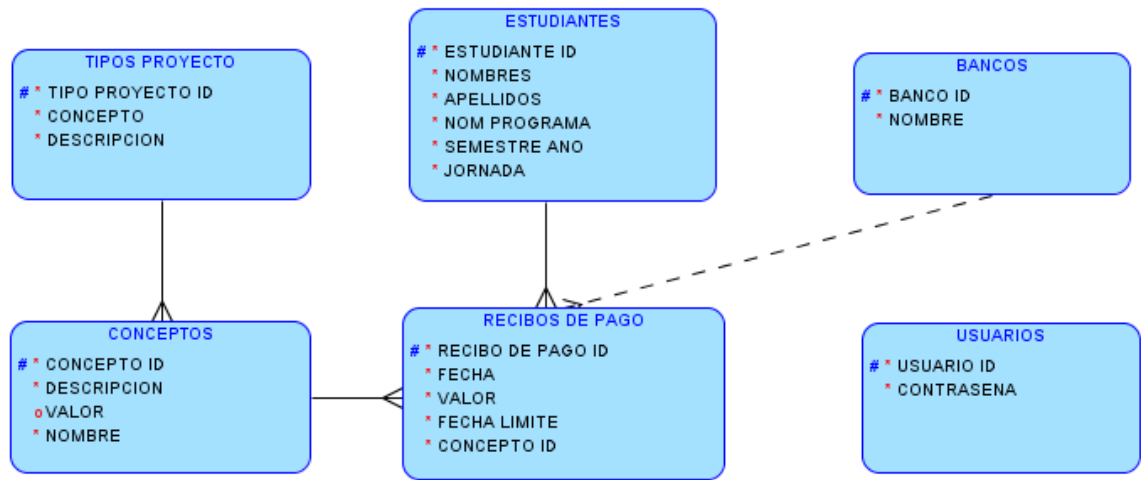 TIPOS PROYECTO
# * TIPO PROYECTO ID
* CONCEPTO
* DESCRIPCION
ESTUDIANTES
# * ESTUDIANTE ID
* NOMBRES
* APELLIDOS
* NOM PROGRAMA
* SEMESTRE ANO
* JORNADA
BANCOS
# * BANCO ID
* NOMBRE
CONCEPTOS
# * CONCEPTO ID
* DESCRIPCION
o VALOR
* NOMBRE
RECIBOS DE PAGO
# * RECIBO DE PAGO ID
* FECHA
* VALOR
* FECHA LIMITE
* CONCEPTO ID
USUARIOS
# * USUARIO ID
* CONTRASENA